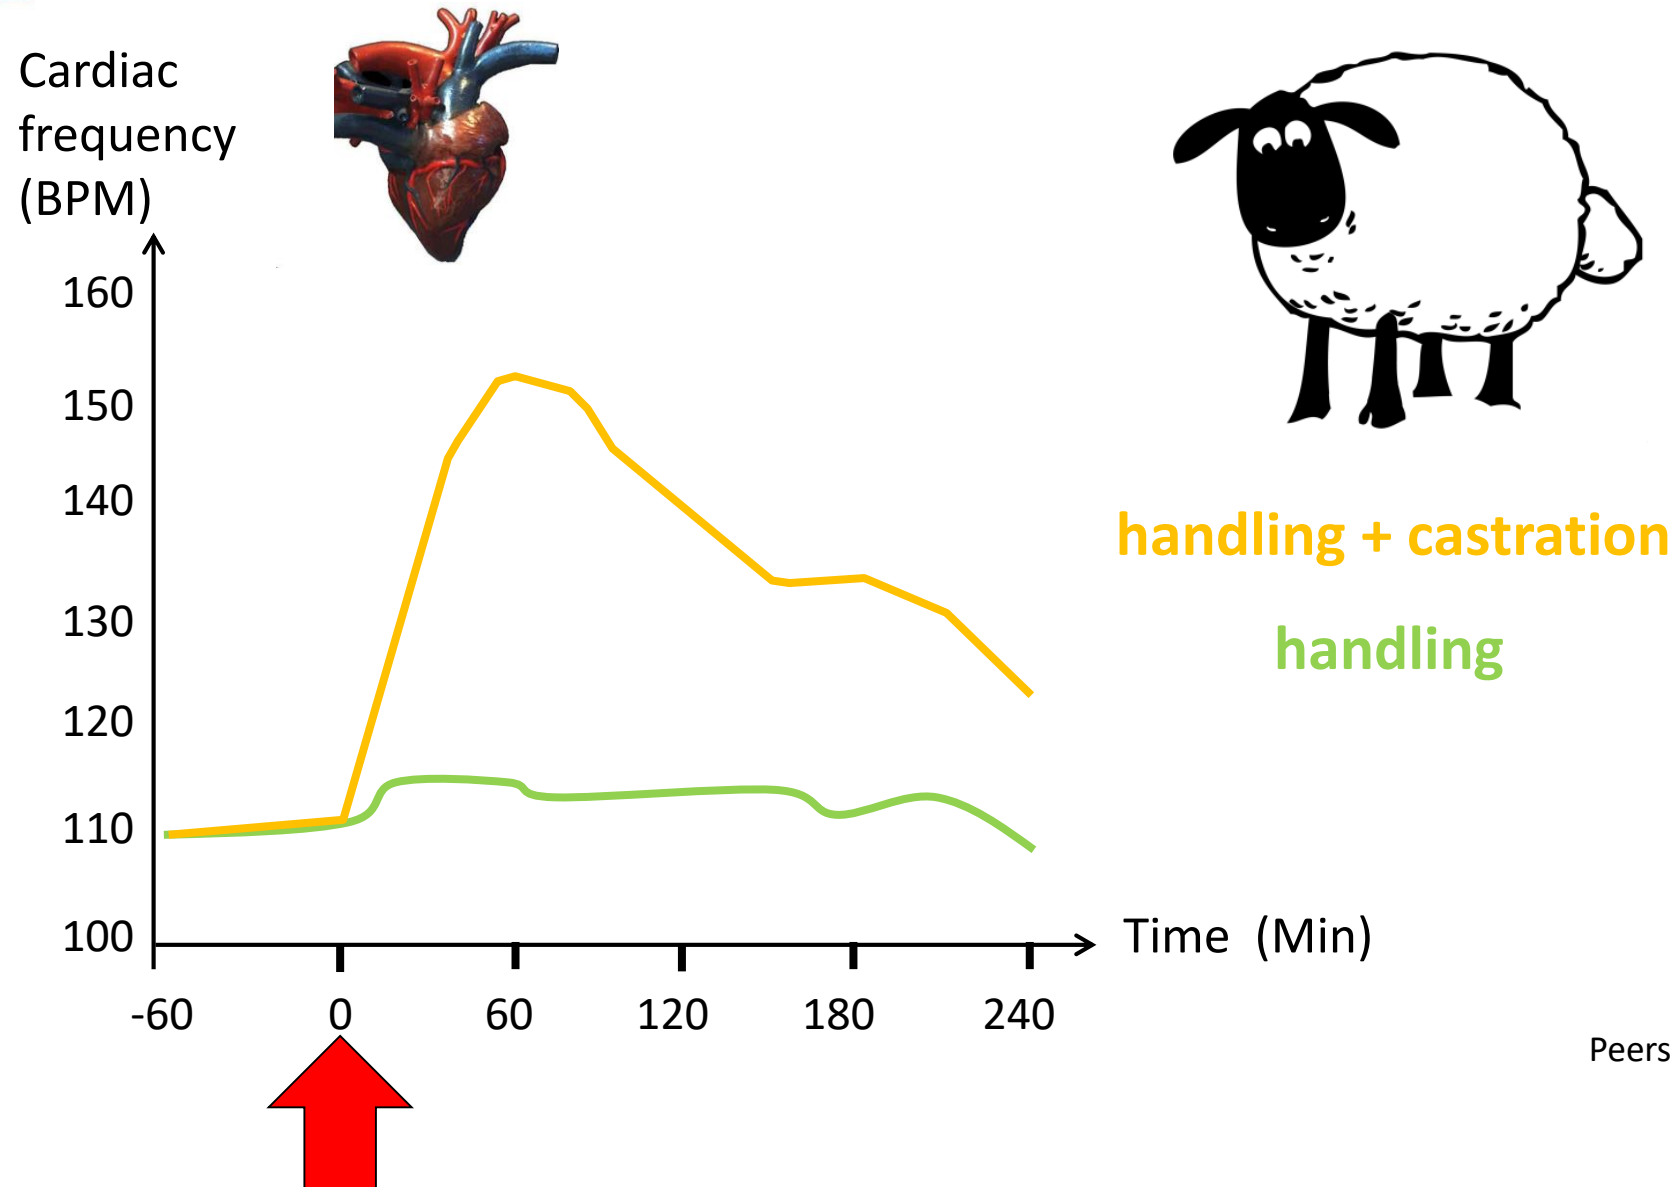 Cardiac
frequency
(BPM)
160
150
140
130
120
110
100
-60 0 60 120 180 240
Time (Min)
handling + castration
handling
Peers